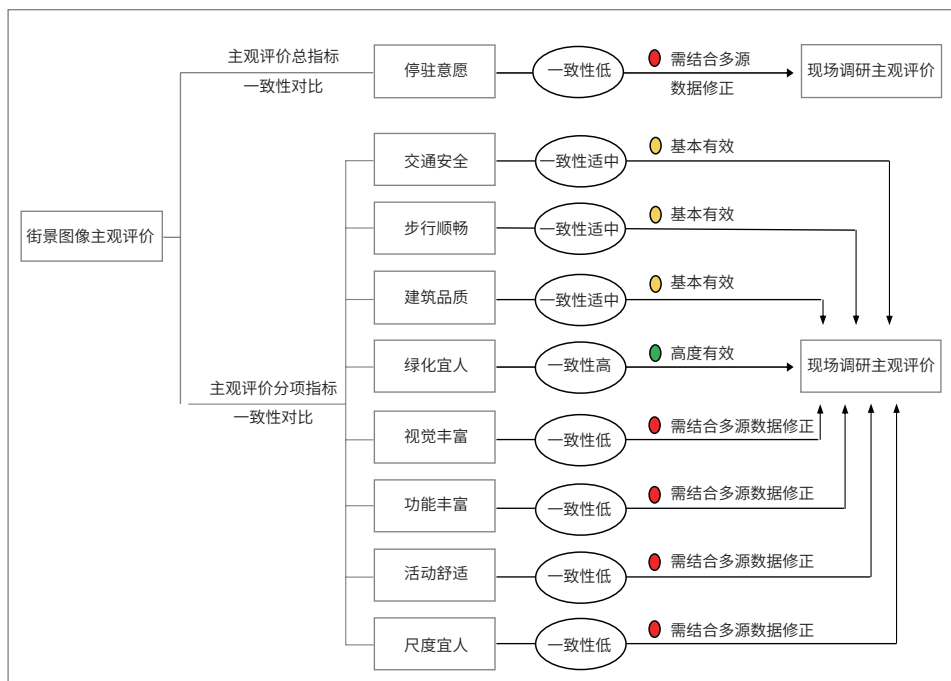 主观评价总指标
一致性对比
停驻意愿
一致性低
需结合多源
数据修正
现场调研主观评价
交通安全
一致性适中
基本有效
步行顺畅
一致性适中
基本有效
街景图像主观评价
建筑品质
一致性适中
基本有效
绿化宜人
一致性高
高度有效
现场调研主观评价
主观评价分项指标
一致性对比
视觉丰富
一致性低
需结合多源数据修正
功能丰富
一致性低
需结合多源数据修正
活动舒适
一致性低
需结合多源数据修正
尺度宜人
一致性低
需结合多源数据修正